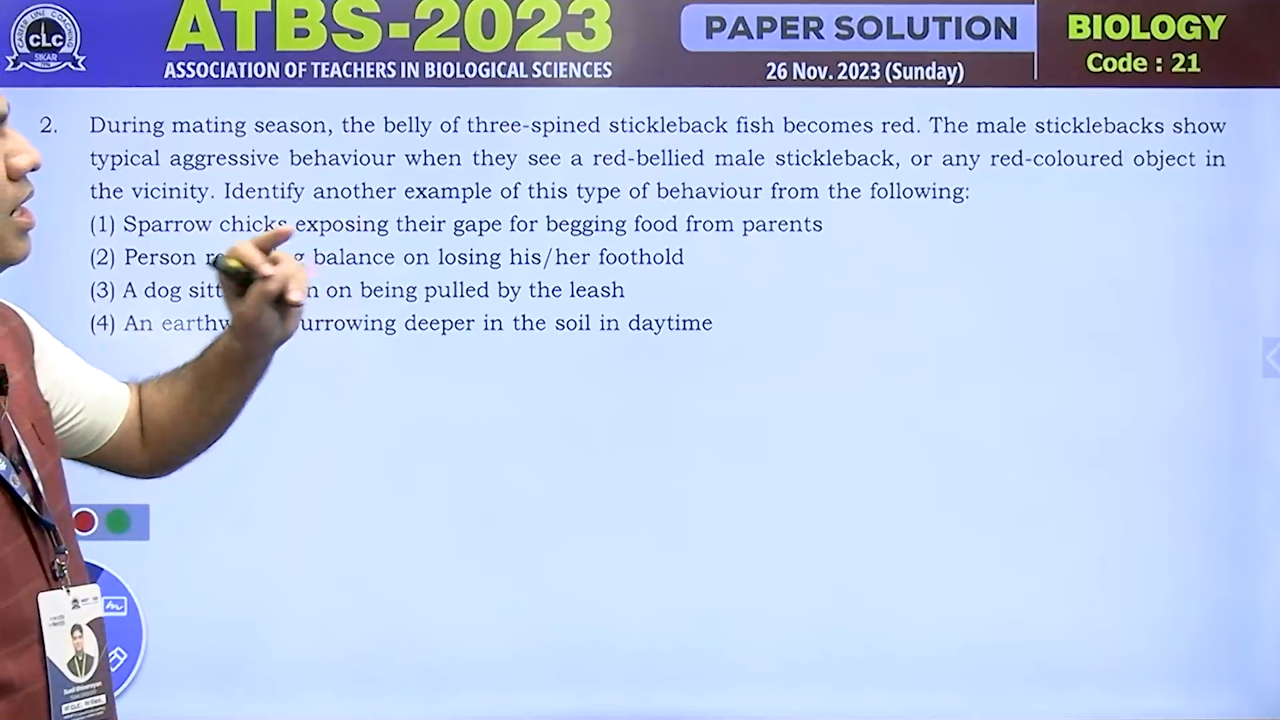 CAREER LINE COACHING
CLC
SIKAR
ATBS-2023
ASSOCIATION OF TEACHERS IN BIOLOGICAL SCIENCES
PAPER SOLUTION
26 Nov. 2023 (Sunday)
BIOLOGY
Code : 21
2. During mating season, the belly of three-spined stickleback fish becomes red. The male sticklebacks show
typical aggressive behaviour when they see a red-bellied male stickleback, or any red-coloured object in
the vicinity. Identify another example of this type of behaviour from the following:
(1) Sparrow chicks exposing their gape for begging food from parents
(2) Person balance on losing his/her foothold
(3) A dog on being pulled by the leash
(4) An deeper in the soil in daytime